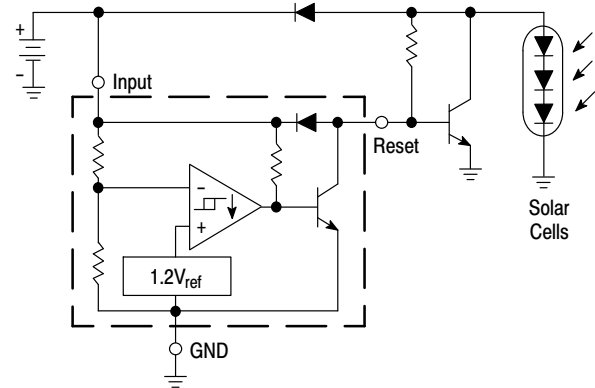 +
-
Input
Reset
-
+
1.2Vref
GND
Solar
Cells